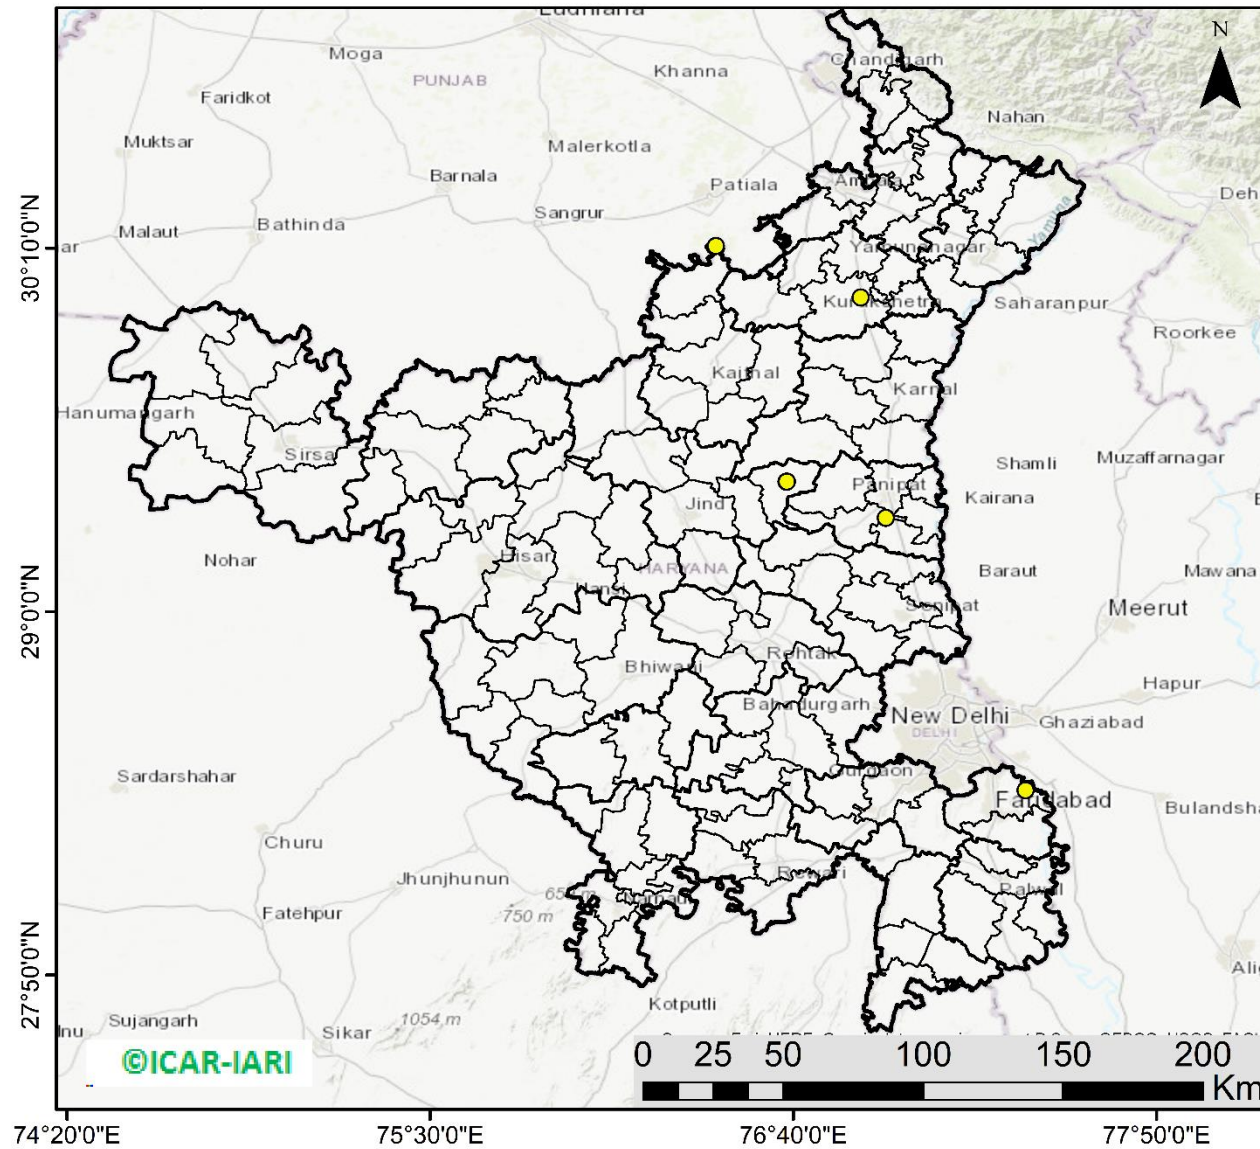 N
Chandigarh
Moga
Khanna
PUNJAB
Faridkot
Nahan
Muktsar
Malerkotla
Barnala
Patiala
Sangrur
Bathinda
Malaut
Yamuna
Yamunanagar
30°10'0"N
Kurukshetra
Saharanpur
Roorkee
Kaithal
Karnal
Hanumangarh
Sirsa
Shamli
Muzaffarnagar
Panipat
Kairana
Jind
Nohar
Hisar
HARYANA
Baraut
Mawana
Hansi
29°0'0"N
Sonipat
Meerut
Rohtak
Bhiwani
Hapur
Bahadurgarh
New Delhi
DELHI
Ghaziabad
Gurgaon
Sardarshahar
Faridabad
Churu
Rewari
Jhunjhunun
Palwal
750 m
Fatehpur
27°50'0"N
Kotputli
Sujangarh
Sikar
1054 m
©ICAR-IARI
0 25 50 100 150 200
Km
74°20'0"E 75°30'0"E 76°40'0"E 77°50'0"E